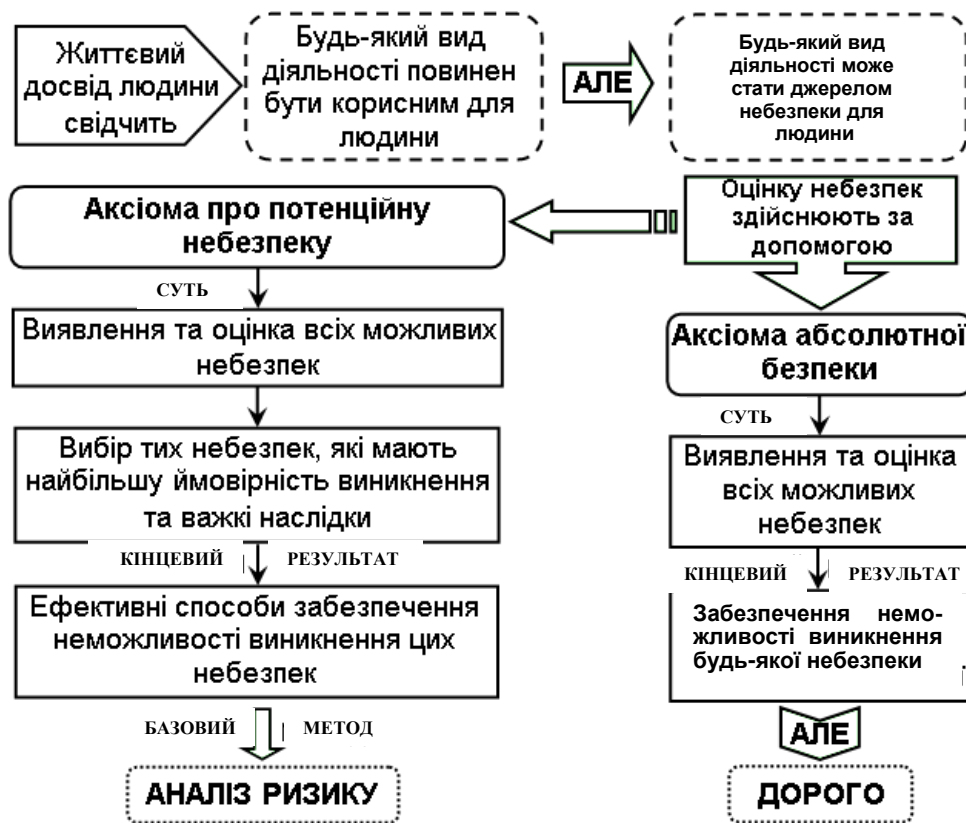 Життєвий
досвід людини
свідчить
Будь-який вид
діяльності повинен
бути корисним для
людини
АЛЕ
Будь-який вид
діяльності може
стати джерелом
небезпеки для
людини
Оцінку небезпек
здійснюють за
допомогою
Аксіома про потенційну
небезпеку
СУТЬ
Виявлення та оцінка всіх можливих
небезпек
Вибір тих небезпек, які мають
найбільшу ймовірність виникнення
та важкі наслідки
КІНЦЕВИЙ РЕЗУЛЬТАТ
Ефективні способи забезпечення
неможливості виникнення цих
небезпек
БАЗОВИЙ МЕТОД
АНАЛІЗ РИЗИКУ
Аксіома абсолютної
безпеки
СУТЬ
Виявлення та оцінка
всіх можливих
небезпек
КІНЦЕВИЙ РЕЗУЛЬТАТ
Забезпечення немо-
жливості виникнення
будь-якої небезпеки
АЛЕ
ДОРОГО